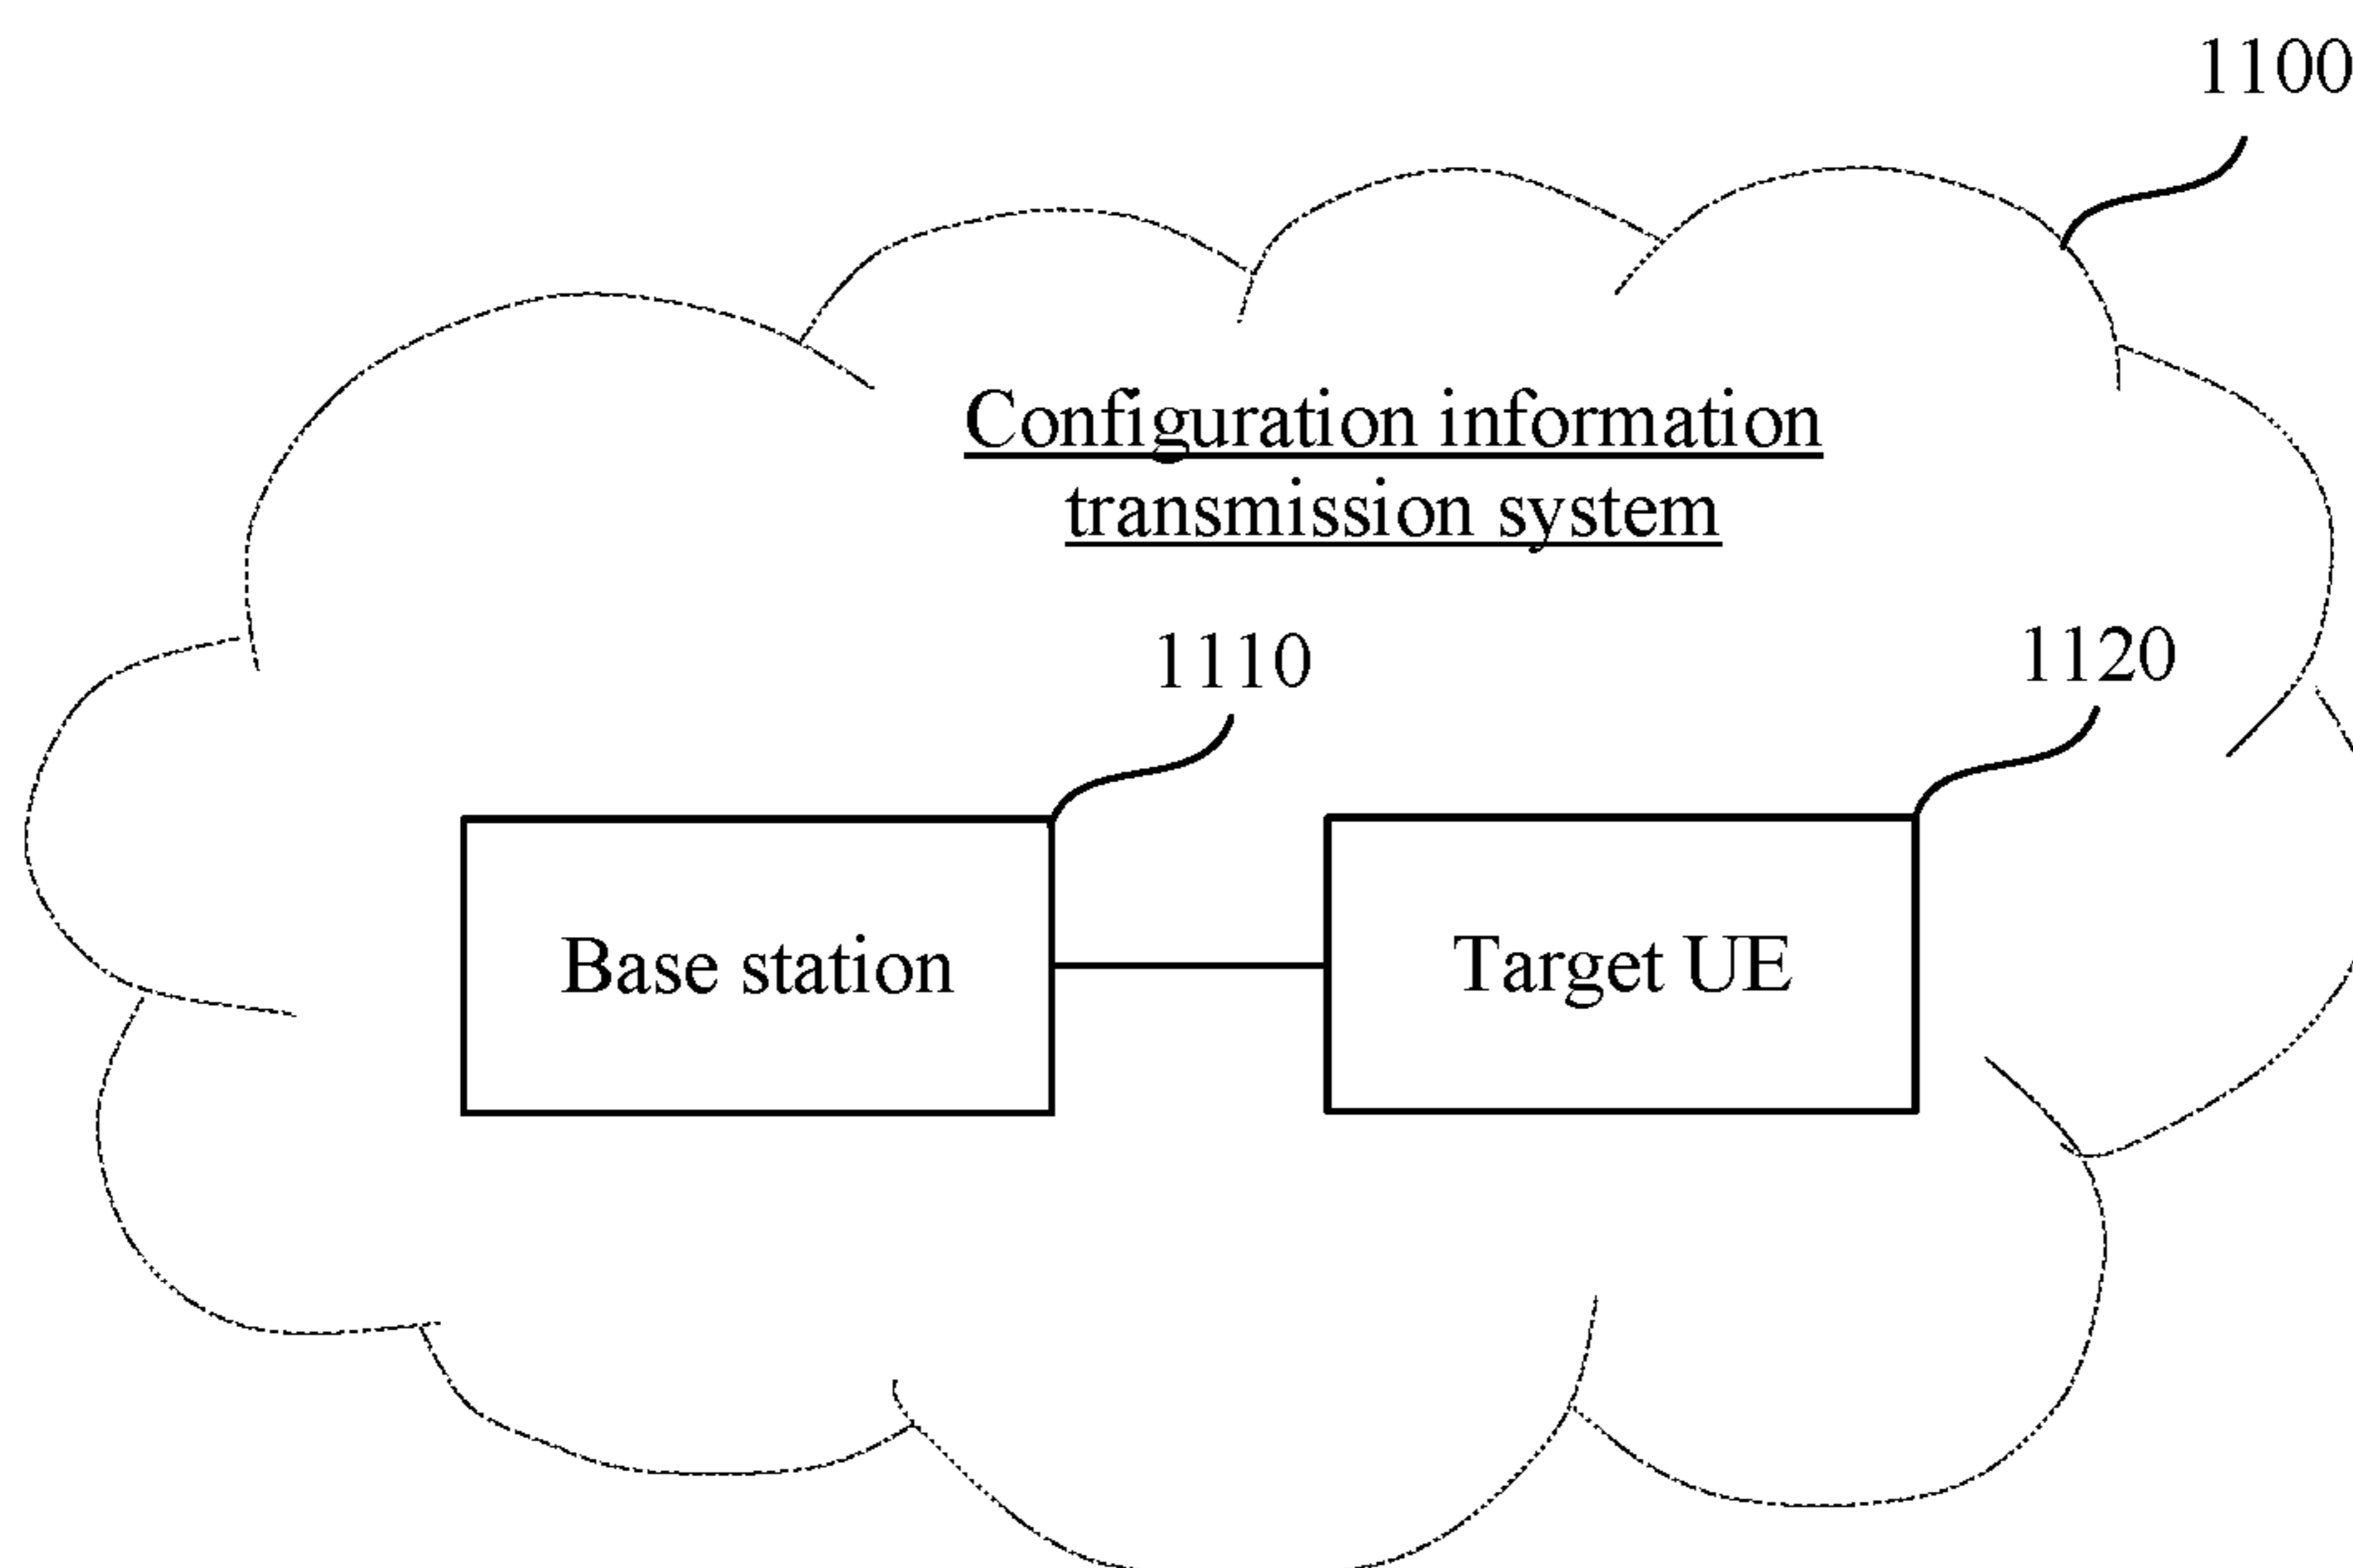 1100
Configuration information
transmission system
1110
1120
Base station
Target UE